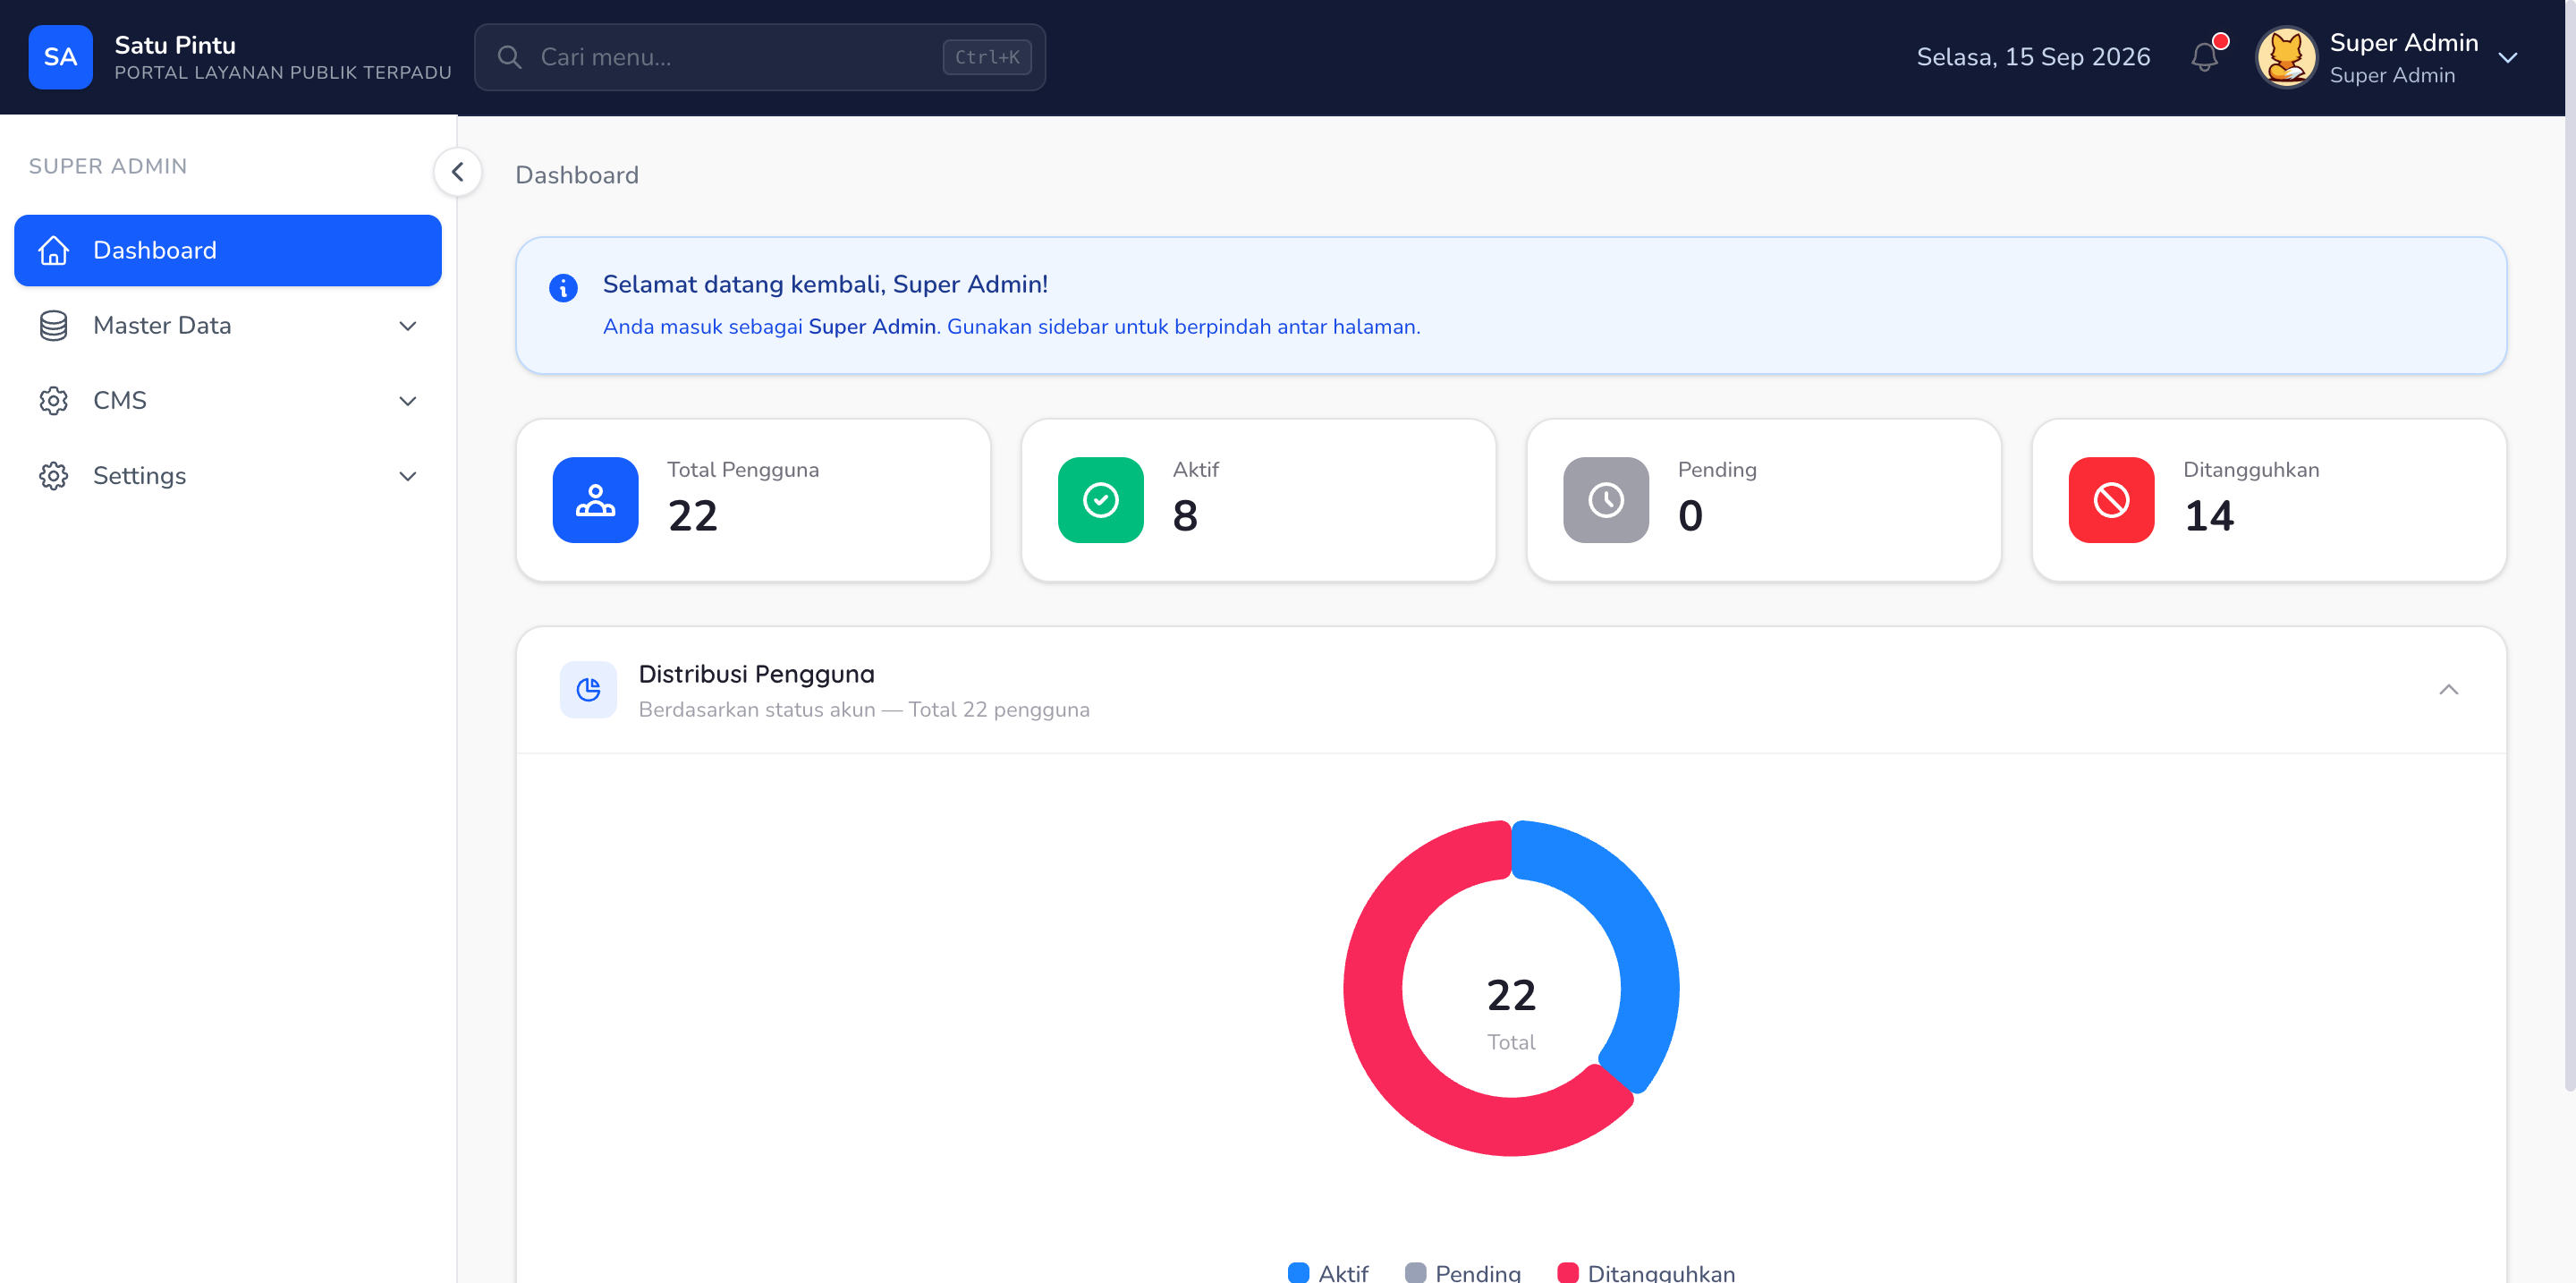 SA
Satu Pintu
PORTAL LAYANAN PUBLIK TERPADU
Cari menu...
Ctrl+K
Selasa, 15 Sep 2026
Super Admin
Super Admin
SUPER ADMIN
Dashboard
Master Data
CMS
Settings
Dashboard
Selamat datang kembali, Super Admin!
Anda masuk sebagai Super Admin. Gunakan sidebar untuk berpindah antar halaman.
Total Pengguna
22
Aktif
8
Pending
0
Ditangguhkan
14
Distribusi Pengguna
Berdasarkan status akun — Total 22 pengguna
22
Total
Aktif
Pending
Ditangguhkan